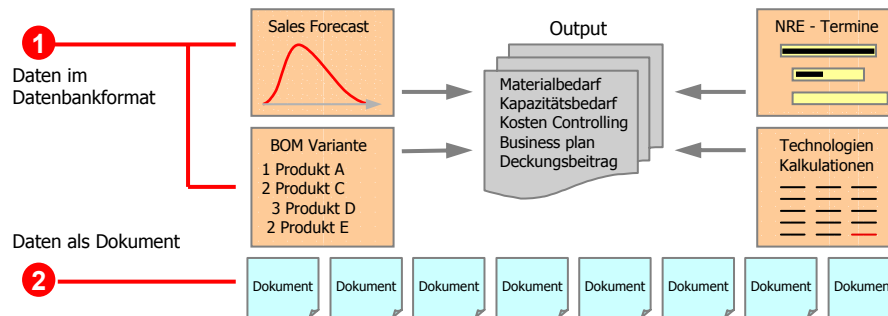 1
Daten im
Datenbankformat
Sales Forecast
BOM Variante
1 Produkt A
2 Produkt C
3 Produkt D
2 Produkt E
Output
Materialbedarf
Kapazitätsbedarf
Kosten Controlling
Business plan
Deckungsbeitrag
NRE - Termine
Technologien
Kalkulationen
Daten als Dokument
2
Dokument
Dokument
Dokument
Dokument
Dokument
Dokument
Dokument
Dokumen